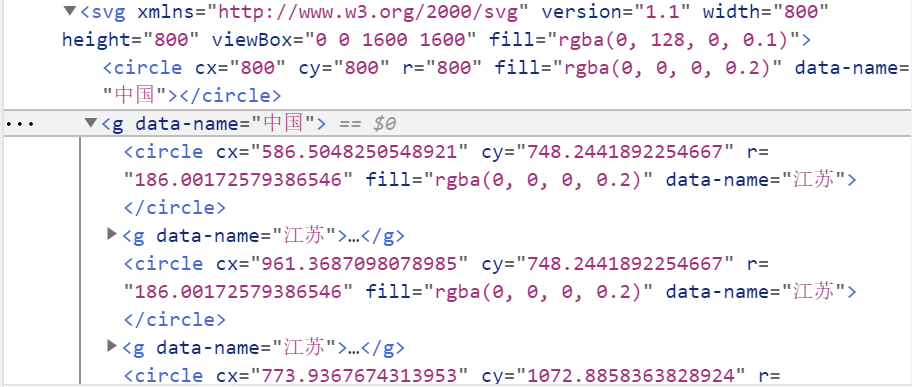 ▼<svg xmlns="http://www.w3.org/2000/svg" version="1.1" width="800"
height="800" viewBox="0 0 1600 1600" fill="rgba(0, 128, 0, 0.1)">
<circle cx="800" cy="800" r="800" fill="rgba(0, 0, 0, 0.2)" data-name=
"中国"></circle>
… ▼<g data-name="中国"> == $0
<circle cx="586.5048250548921" cy="748.2441892254667" r=
"186.00172579386546" fill="rgba(0, 0, 0, 0.2)" data-name="江苏">
</circle>
▶<g data-name="江苏">…</g>
<circle cx="961.3687098078985" cy="748.2441892254667" r=
"186.00172579386546" fill="rgba(0, 0, 0, 0.2)" data-name="江苏">
</circle>
▶<g data-name="江苏">…</g>
<circle cx="773.9367674313953" cy="1072.8858363828924" r=